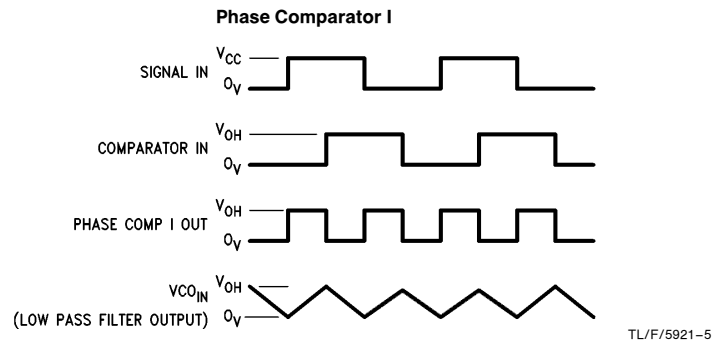 Phase Comparator I
V_CC
SIGNAL IN
0_V
V_OH
COMPARATOR IN
0_V
V_OH
PHASE COMP I OUT
0_V
V_OH
VCO_IN
(LOW PASS FILTER OUTPUT) 0_V
TL/F/5921–5